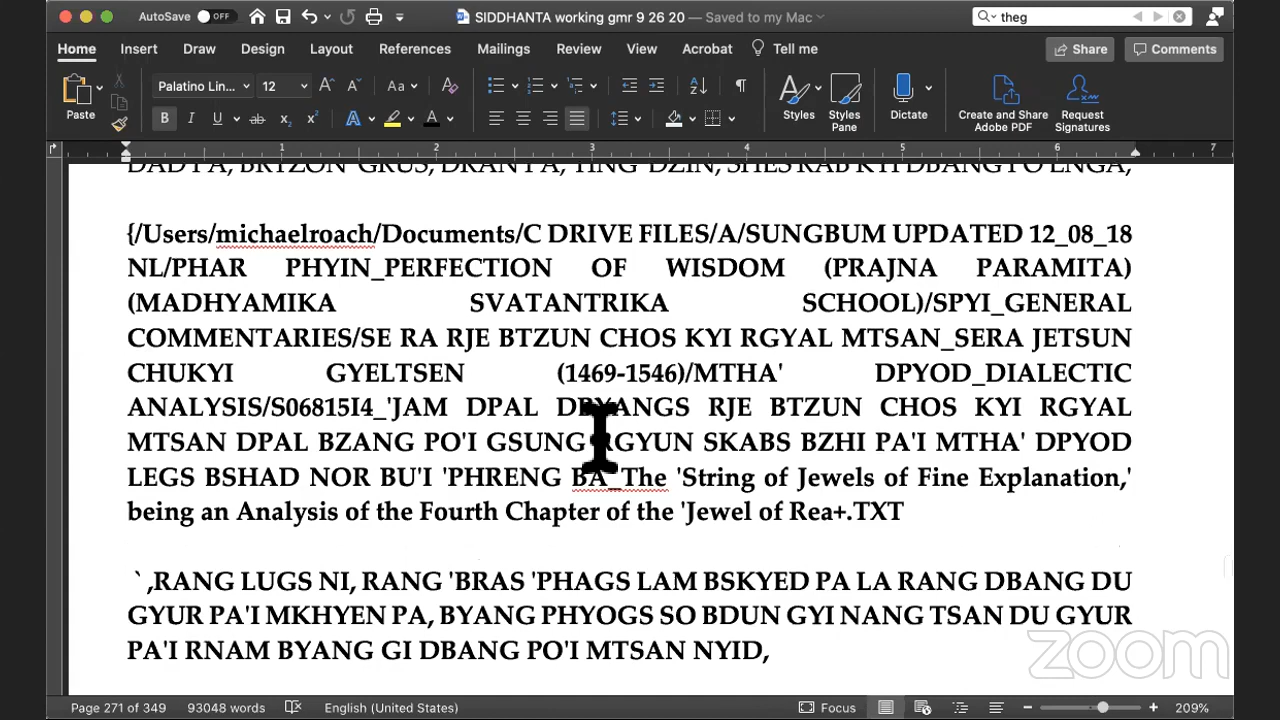 AutoSave OFF SIDDHANTA working gmr 9 26 20 — Saved to my Mac theg
Home Insert Draw Design Layout References Mailings Review View Acrobat Tell me Share Comments
Paste Palatino Lin... 12 Aa Styles Styles Pane Dictate Create and Share Adobe PDF Request Signatures
1 2 3 4 5 6 7
DAD PA, BRTZON 'GRUS, DRAN PA, TING 'DZIN, SHES RAB KYI DBANG PO LNGA,
{/Users/michaelroach/Documents/C DRIVE FILES/A/SUNGBUM UPDATED 12_08_18
NL/PHAR PHYIN_PERFECTION OF WISDOM (PRAJNA PARAMITA)
(MADHYAMIKA SVATANTRIKA SCHOOL)/SPYI_GENERAL
COMMENTARIES/SE RA RJE BTZUN CHOS KYI RGYAL MTSAN_SERA JETSUN
CHUKYI GYELTSEN (1469-1546)/MTHA' DPYOD_DIALECTIC
ANALYSIS/S06815I4_'JAM DPAL DBYANGS RJE BTZUN CHOS KYI RGYAL
MTSAN DPAL BZANG PO'I GSUNG RGYUN SKABS BZHI PA'I MTHA' DPYOD
LEGS BSHAD NOR BU'I 'PHRENG BA_The 'String of Jewels of Fine Explanation,'
being an Analysis of the Fourth Chapter of the 'Jewel of Rea+.TXT
` ,RANG LUGS NI, RANG 'BRAS 'PHAGS LAM BSKYED PA LA RANG DBANG DU
GYUR PA'I MKHYEN PA, BYANG PHYOGS SO BDUN GYI NANG TSAN DU GYUR
PA'I RNAM BYANG GI DBANG PO'I MTSAN NYID,
zoom
Page 271 of 349 93048 words English (United States) Focus 209%